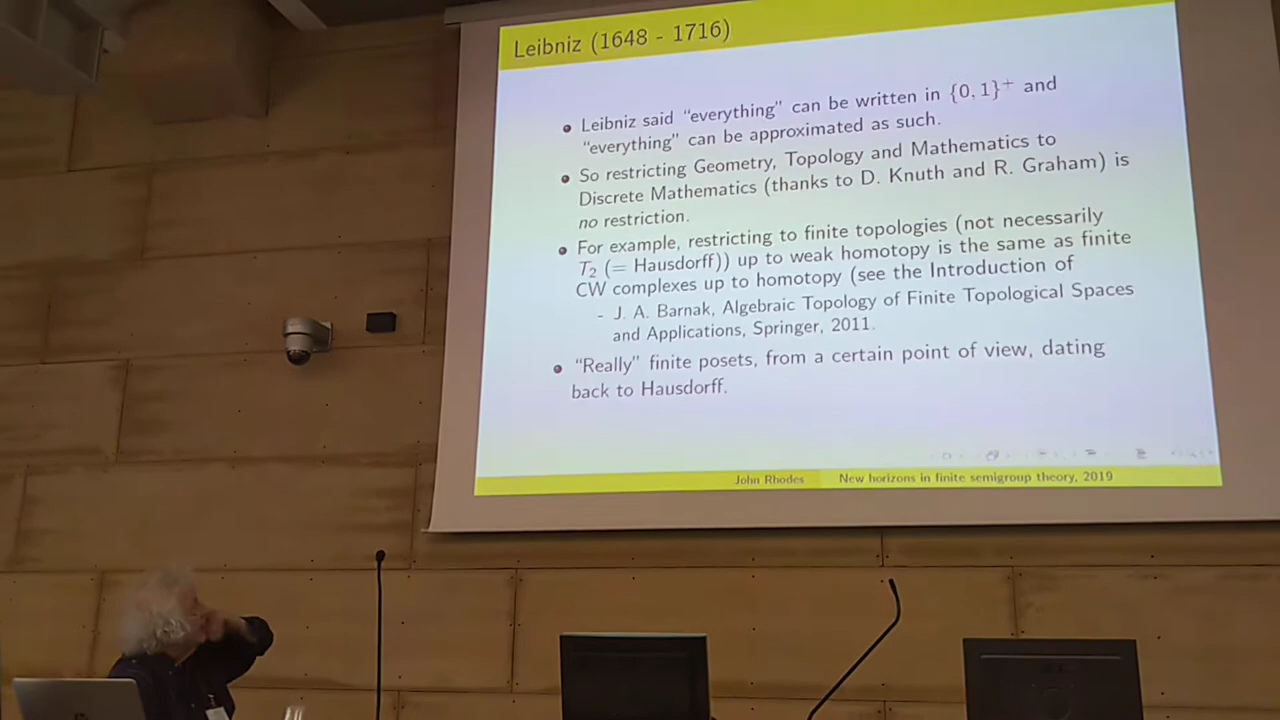 Leibniz (1648 - 1716)
Leibniz said “everything” can be written in {0, 1}⁺ and
“everything” can be approximated as such.
So restricting Geometry, Topology and Mathematics to
Discrete Mathematics (thanks to D. Knuth and R. Graham) is
no restriction.
For example, restricting to finite topologies (not necessarily
T₂ (= Hausdorff)) up to weak homotopy is the same as finite
CW complexes up to homotopy (see the Introduction of
- J. A. Barnak, Algebraic Topology of Finite Topological Spaces
and Applications, Springer, 2011.
“Really” finite posets, from a certain point of view, dating
back to Hausdorff.
John Rhodes New horizons in finite semigroup theory, 2019